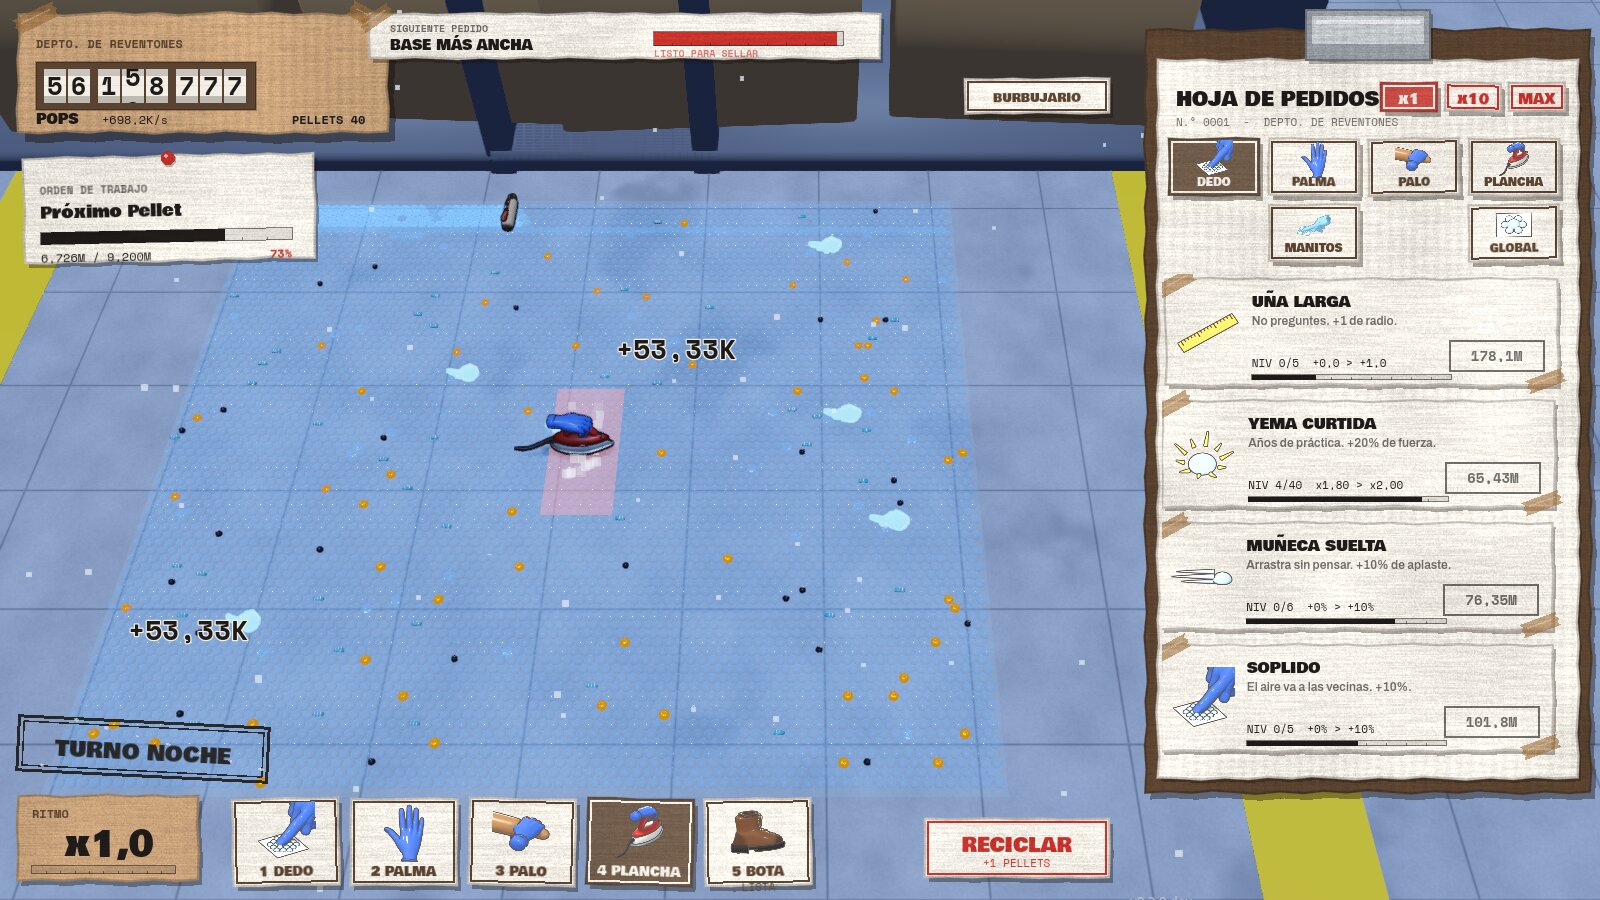 DEPTO. DE REVENTONES
56 158 777
POPS +698,2K/s PELLETS 40
SIGUIENTE PEDIDO
BASE MÁS ANCHA
LISTO PARA SELLAR
BURBUJARIO
ORDEN DE TRABAJO
Próximo Pellet
6,726M / 9,200M 73%
+53,33K
+53,33K
TURNO NOCHE
RITMO
x1,0
1 DEDO
2 PALMA
3 PALO
4 PLANCHA
5 BOTA
LISTA
RECICLAR
+1 PELLETS
HOJA DE PEDIDOS x1 x10 MAX
N.° 0001 - DEPTO. DE REVENTONES
DEDO PALMA PALO PLANCHA
MANITOS GLOBAL
UÑA LARGA
No preguntes. +1 de radio.
NIV 0/5 +0,0 > +1,0 178,1M
YEMA CURTIDA
Años de práctica. +20% de fuerza.
NIV 4/40 x1,80 > x2,00 65,43M
MUÑECA SUELTA
Arrastra sin pensar. +10% de aplaste.
NIV 0/6 +0% > +10% 76,35M
SOPLIDO
El aire va a las vecinas. +10%.
NIV 0/5 +0% > +10% 101,8M